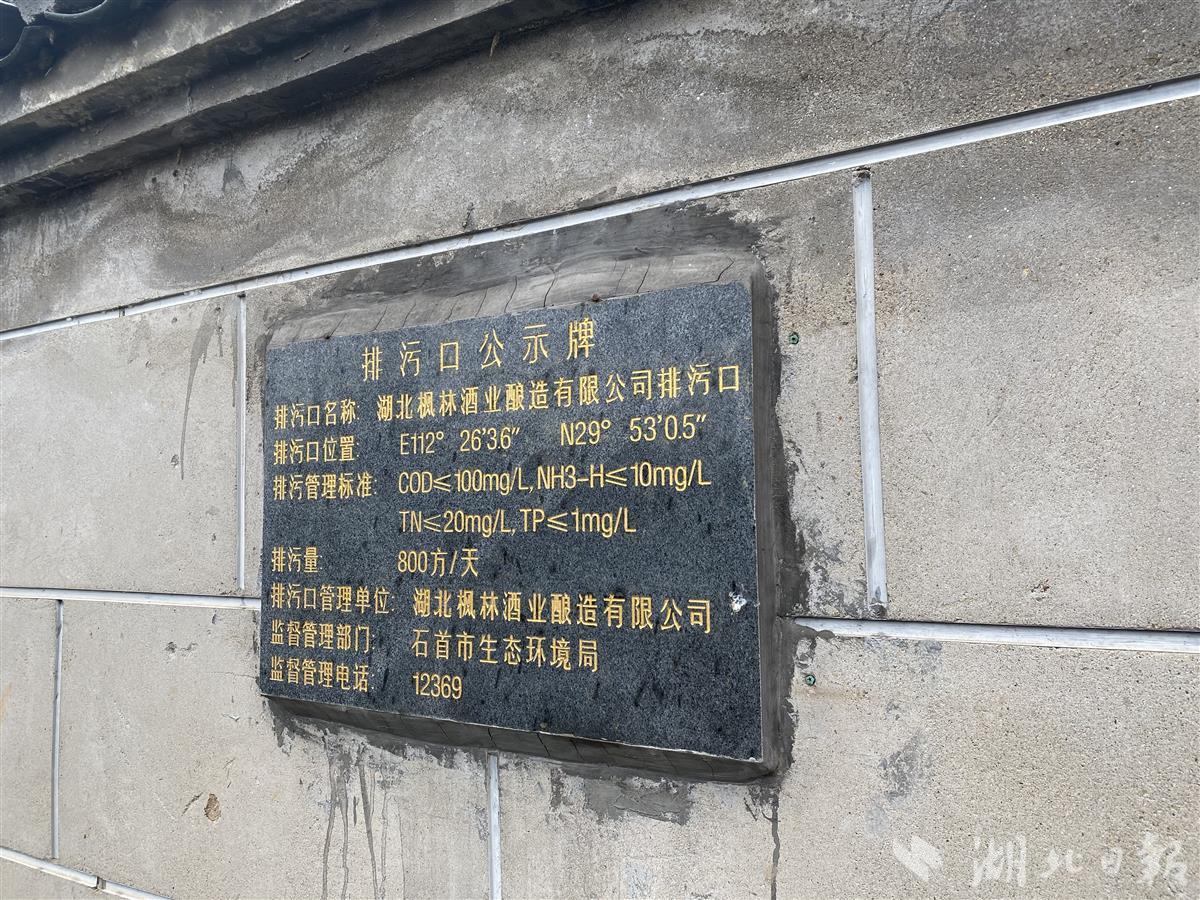 排污口公示牌
排污口名称: 湖北枫林酒业酿造有限公司排污口
排污口位置: E112° 26'3.6" N29° 53'0.5"
排污管理标准: COD≤100mg/L, NH3-H≤10mg/L
TN≤20mg/L, TP≤1mg/L
排污量: 800方/天
排污口管理单位: 湖北枫林酒业酿造有限公司
监督管理部门: 石首市生态环境局
监督管理电话: 12369
湖北日报